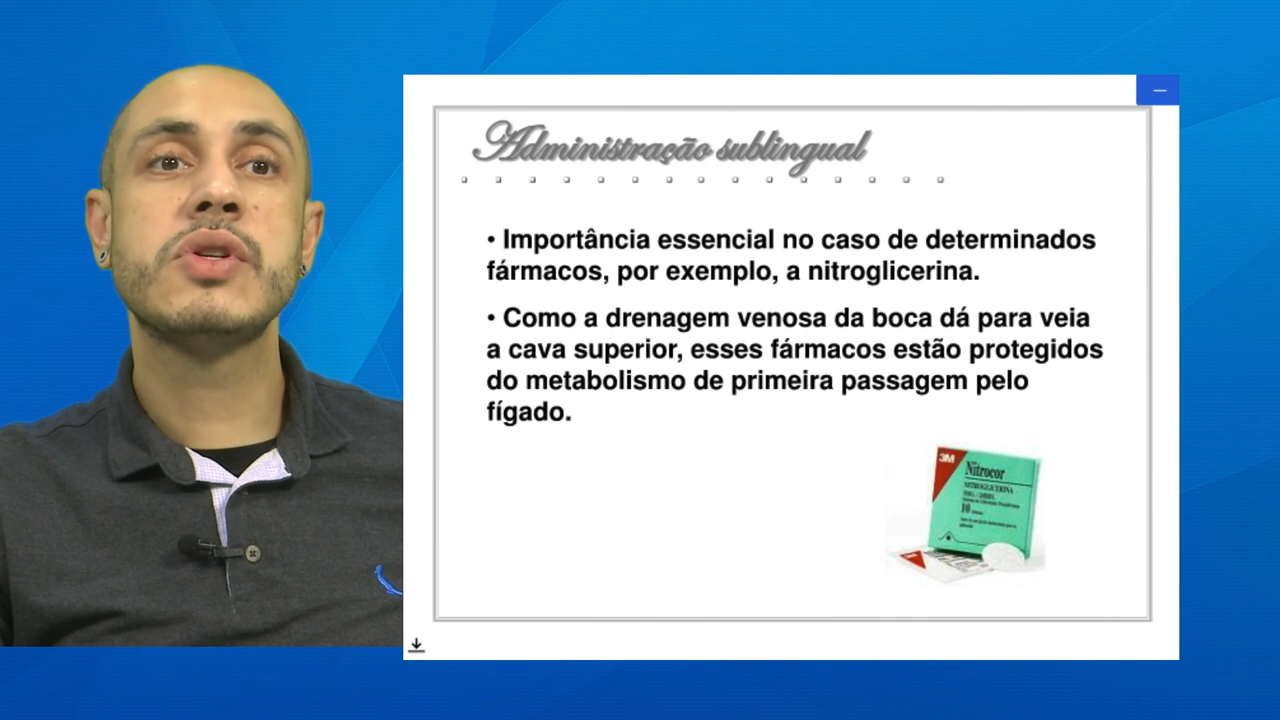 Administração sublingual
• Importância essencial no caso de determinados
fármacos, por exemplo, a nitroglicerina.
• Como a drenagem venosa da boca dá para veia
a cava superior, esses fármacos estão protegidos
do metabolismo de primeira passagem pelo
fígado.
3M
Nitrocor
NITROGLICERINA
10